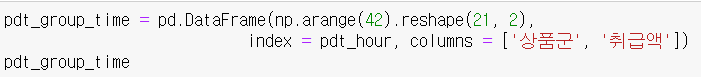 pdt_group_time = pd.DataFrame(np.arange(42).reshape(21, 2),
index = pdt_hour, columns = ['상품군', '취급액'])
pdt_group_time